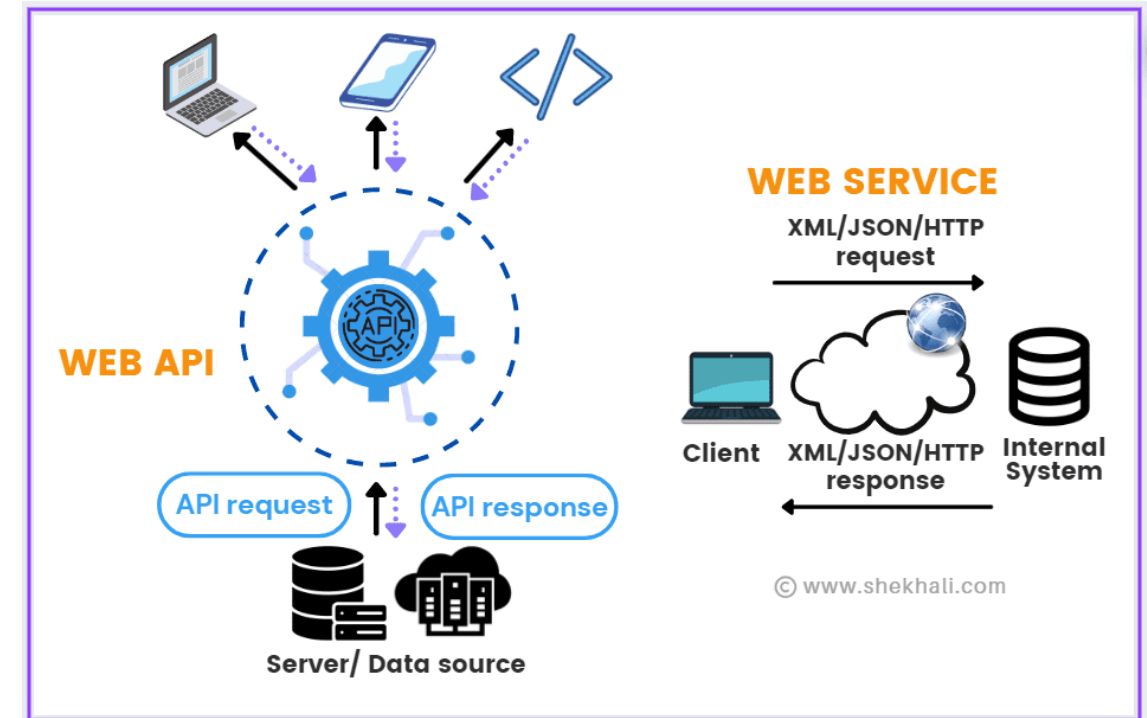 WEB API
API
API request
API response
Server/ Data source
WEB SERVICE
XML/JSON/HTTP
request
Client
XML/JSON/HTTP
response
Internal
System
© www.shekhali.com